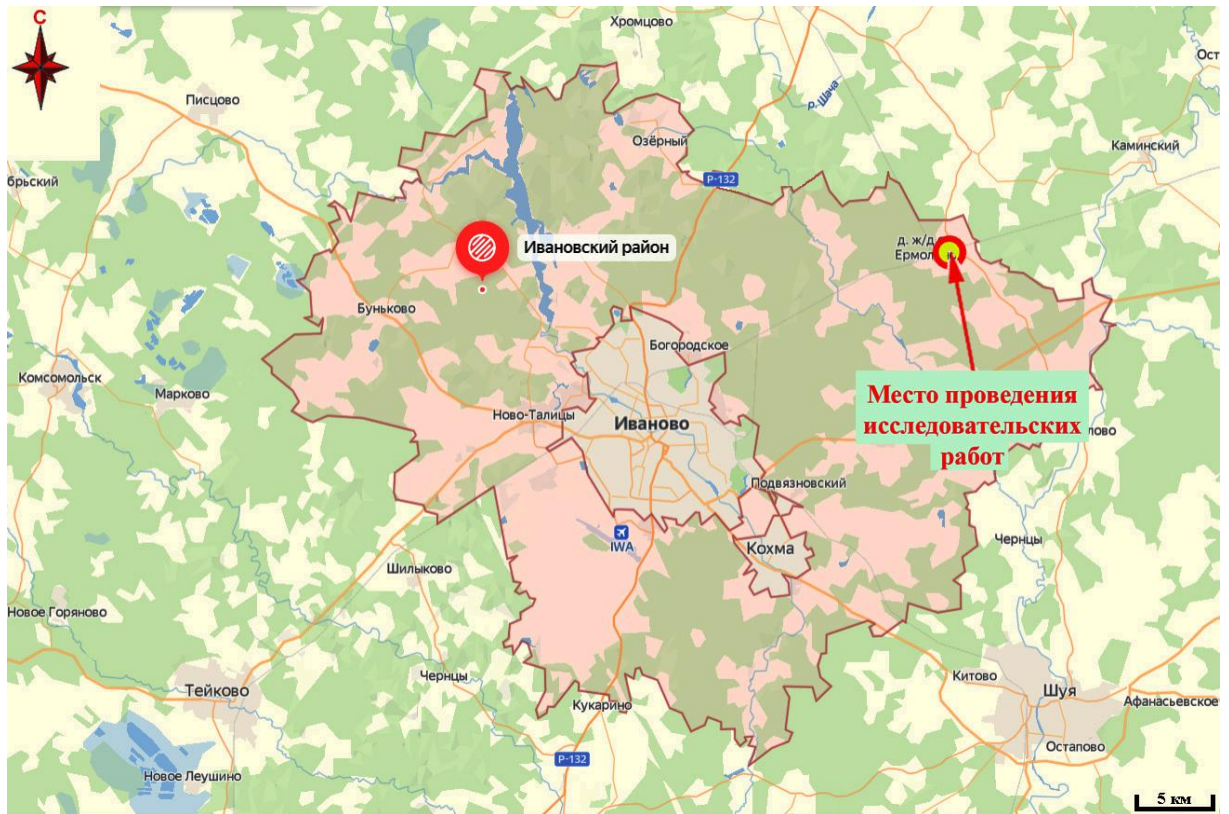 С
Хромцово
Ост
р. Шача
Писцово
Озёрный
Каминский
брьский
Р-132
Ивановский район
д. ж/д
Ермол
Буньково
Богородское
Комсомольск
Марково
Ново-Талицы
Иваново
Место проведения
исследовательских
работ
лово
Подвязновский
IWA
Кохма
Чернцы
Шилыково
Новое Горяново
Чернцы
Тейково
Кукарино
Китово
Шуя
Афанасьевское
Остапово
Р-132
Новое Леушино
5 км